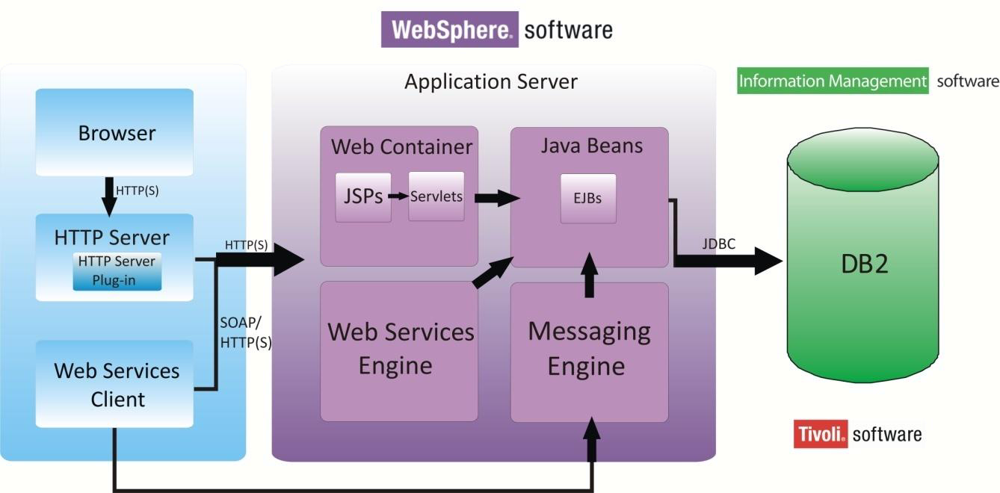 WebSphere. software
Application Server
Information Management software
Browser
HTTP(S)
HTTP Server
HTTP Server
Plug-in
HTTP(S)
SOAP/
HTTP(S)
Web Services
Client
Web Container
JSPs
Servlets
Java Beans
EJBs
Web Services
Engine
Messaging
Engine
JDBC
DB2
Tivoli. software